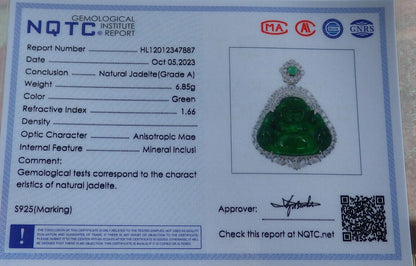 NQTC® GEMOLOGICAL INSTITUTE REPORT
MA
GNRS
Report Number HL12012347887
Date Oct 05,2023
Conclusion Natural Jadeite(Grade A)
Weight 6.85g
Color Green
Refractive Index 1.66
Density *
Optic Character Anisotropic Mae
Internal Feature Mineral Inclusi
Comment:
Gemological tests correspond to the charact
eristics of natural jadeite.
S925(Marking)
Approver:
Check this report at NQTC.net